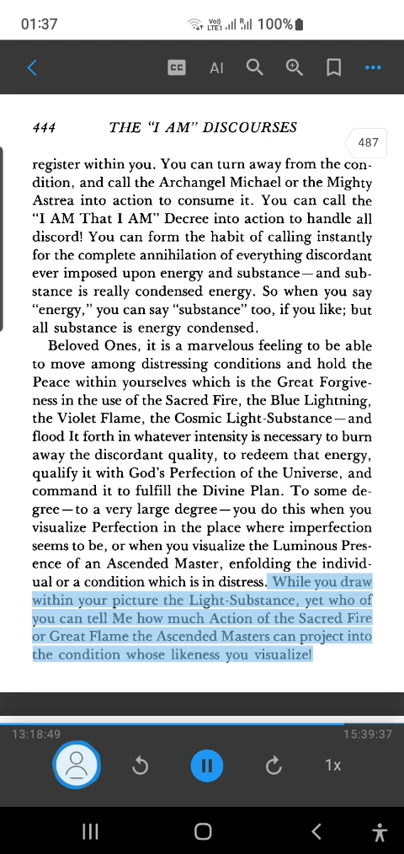 01:37
Vo)) LTE1 R 100%
CC AI
444 THE “I AM” DISCOURSES
487
register within you. You can turn away from the con-
dition, and call the Archangel Michael or the Mighty
Astrea into action to consume it. You can call the
“I AM That I AM” Decree into action to handle all
discord! You can form the habit of calling instantly
for the complete annihilation of everything discordant
ever imposed upon energy and substance—and sub-
stance is really condensed energy. So when you say
“energy,” you can say “substance” too, if you like; but
all substance is energy condensed.
Beloved Ones, it is a marvelous feeling to be able
to move among distressing conditions and hold the
Peace within yourselves which is the Great Forgive-
ness in the use of the Sacred Fire, the Blue Lightning,
the Violet Flame, the Cosmic Light-Substance—and
flood It forth in whatever intensity is necessary to burn
away the discordant quality, to redeem that energy,
qualify it with God’s Perfection of the Universe, and
command it to fulfill the Divine Plan. To some de-
gree—to a very large degree—you do this when you
visualize Perfection in the place where imperfection
seems to be, or when you visualize the Luminous Pres-
ence of an Ascended Master, enfolding the individ-
ual or a condition which is in distress. While you draw
within your picture the Light-Substance, yet who of
you can tell Me how much Action of the Sacred Fire
or Great Flame the Ascended Masters can project into
the condition whose likeness you visualize!
13:18:49 15:39:37
1x